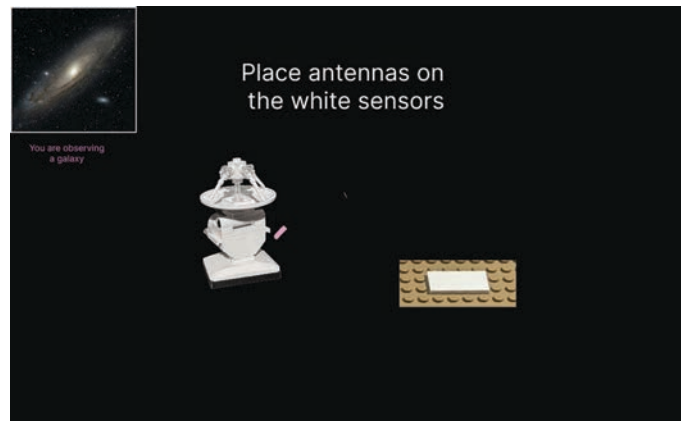 Place antennas on
the white sensors
You are observing
a galaxy